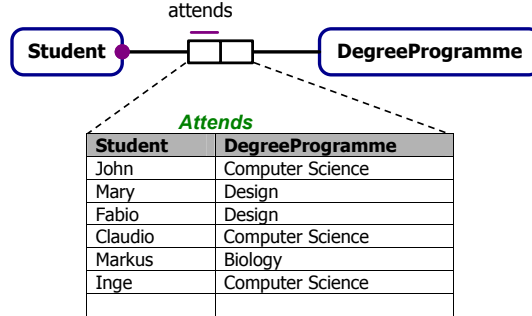 attends
Student DegreeProgramme
Attends
Student DegreeProgramme
John Computer Science
Mary Design
Fabio Design
Claudio Computer Science
Markus Biology
Inge Computer Science